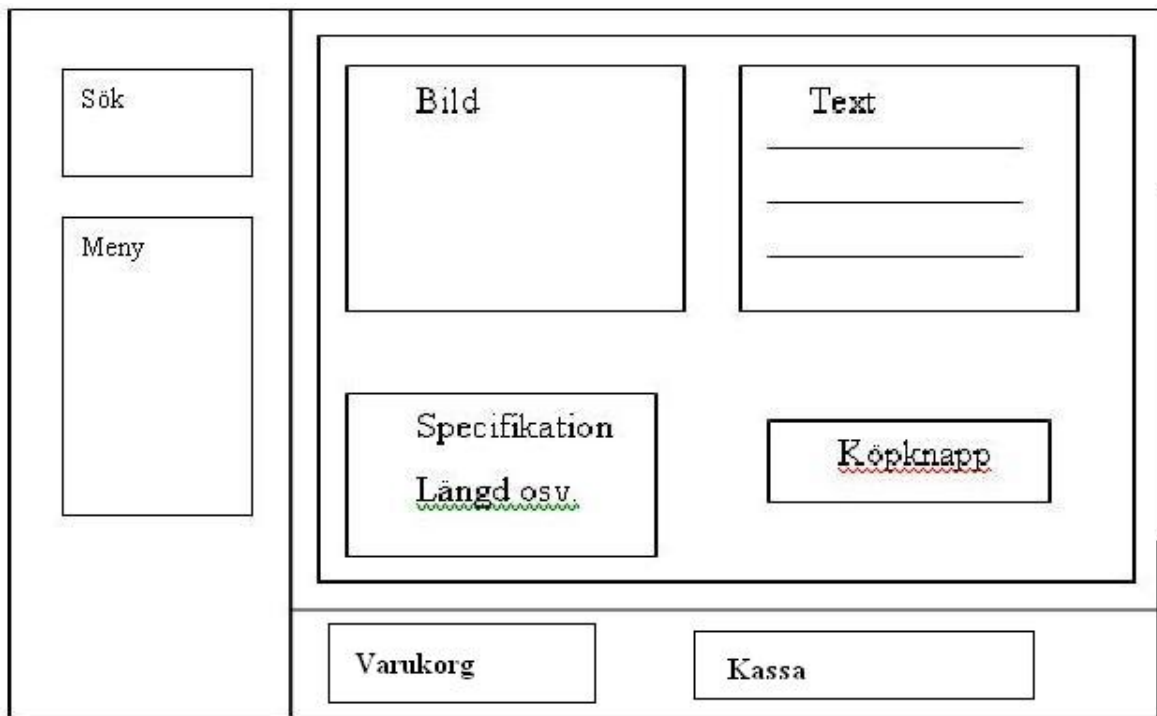 Sök
Meny
Bild
Text
Specifikation
Längd osv.
Köpknapp
Varukorg
Kassa